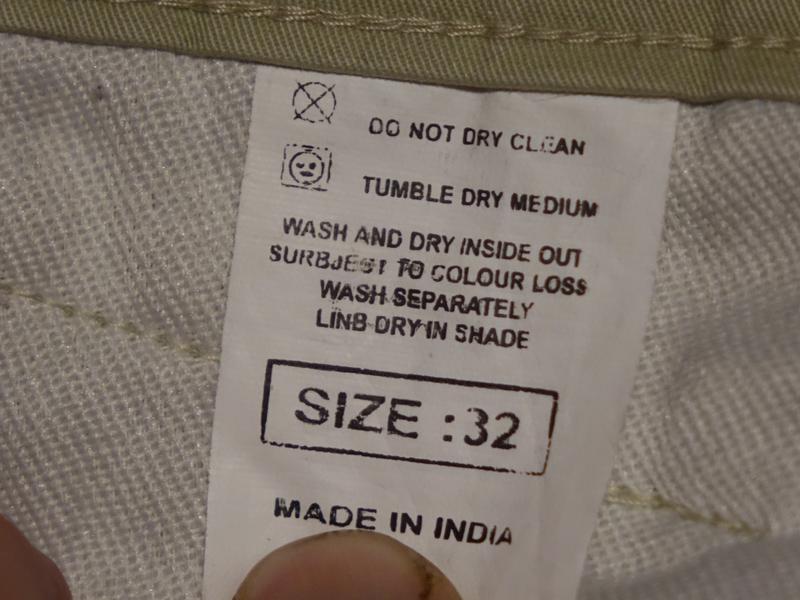 DO NOT DRY CLEAN
TUMBLE DRY MEDIUM
WASH AND DRY INSIDE OUT
SURBJEST TO COLOUR LOSS
WASH SEPARATELY
LINB DRY IN SHADE
SIZE :32
MADE IN INDIA